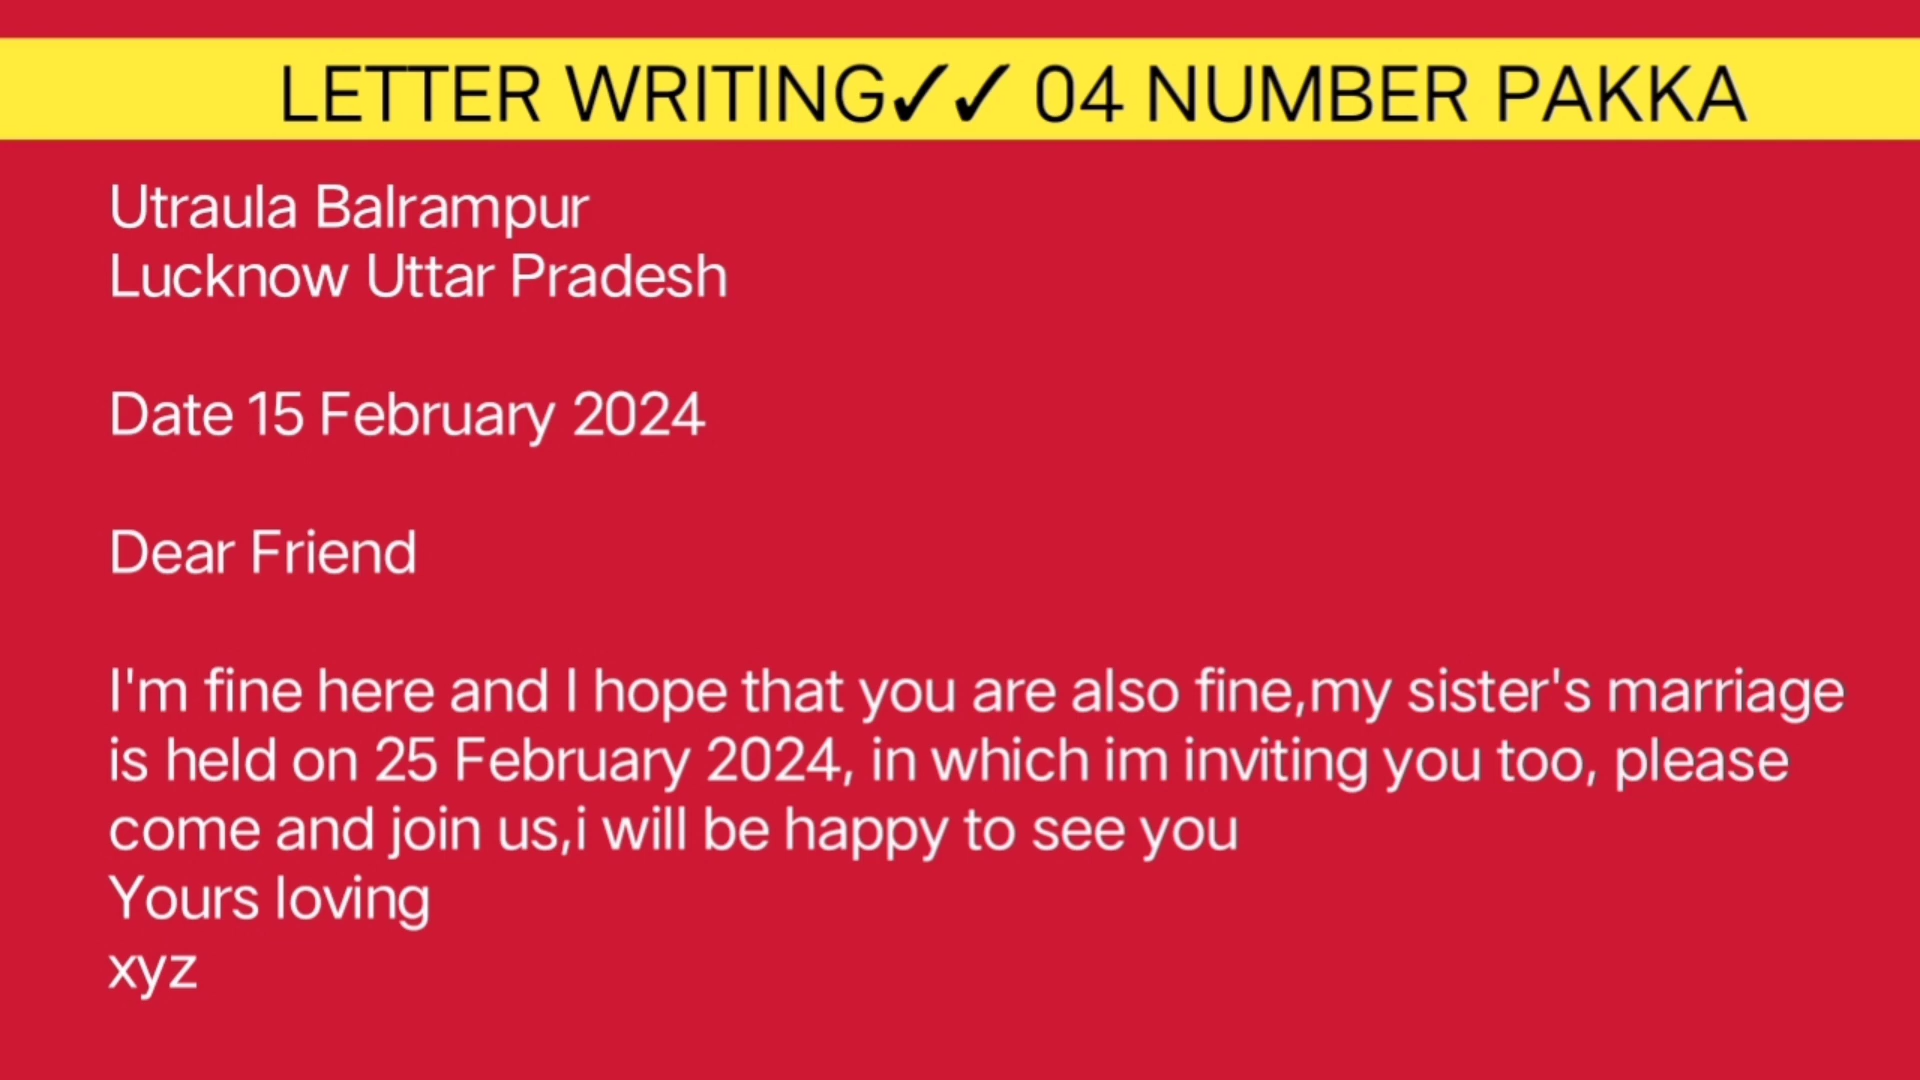 LETTER WRITING✓✓ 04 NUMBER PAKKA
Utraula Balrampur
Lucknow Uttar Pradesh
Date 15 February 2024
Dear Friend
I'm fine here and I hope that you are also fine,my sister's marriage
is held on 25 February 2024, in which im inviting you too, please
come and join us,i will be happy to see you
Yours loving
xyz